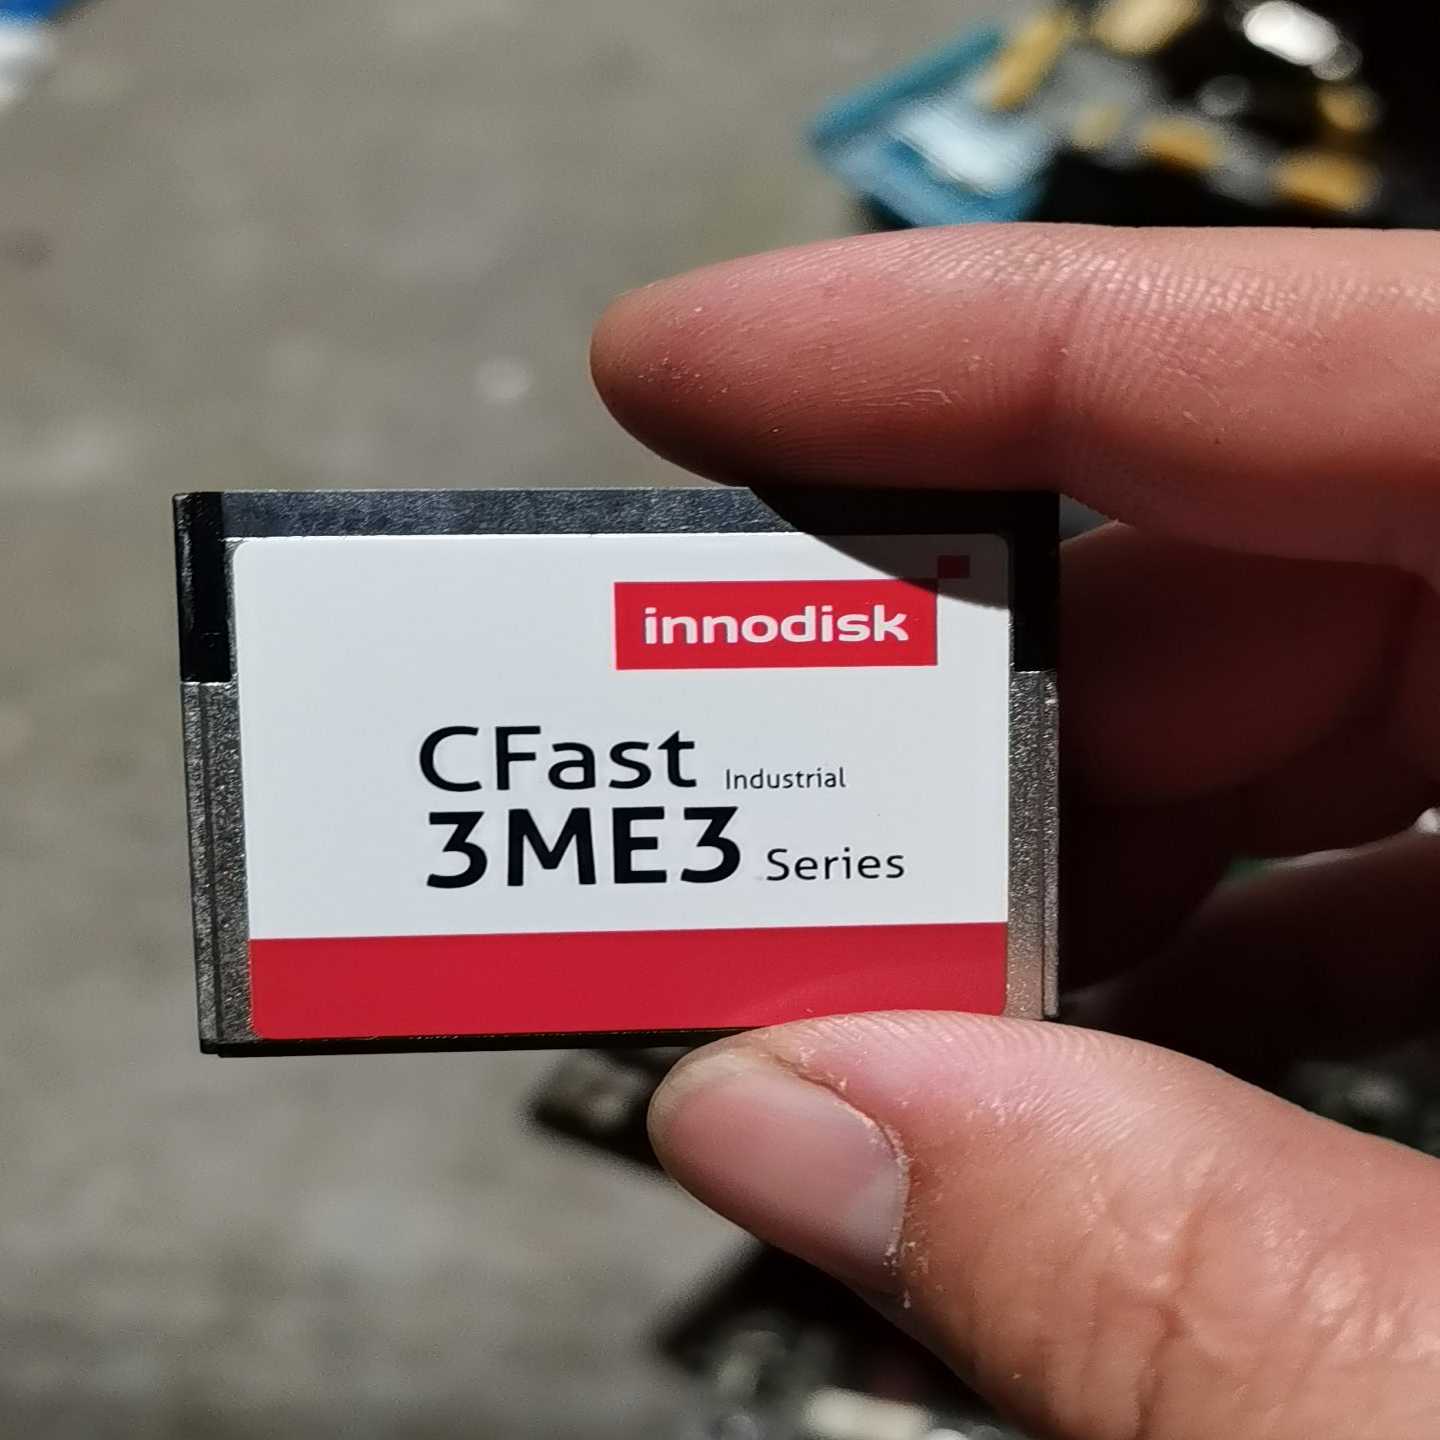 innodisk
CFast Industrial
3ME3 Series